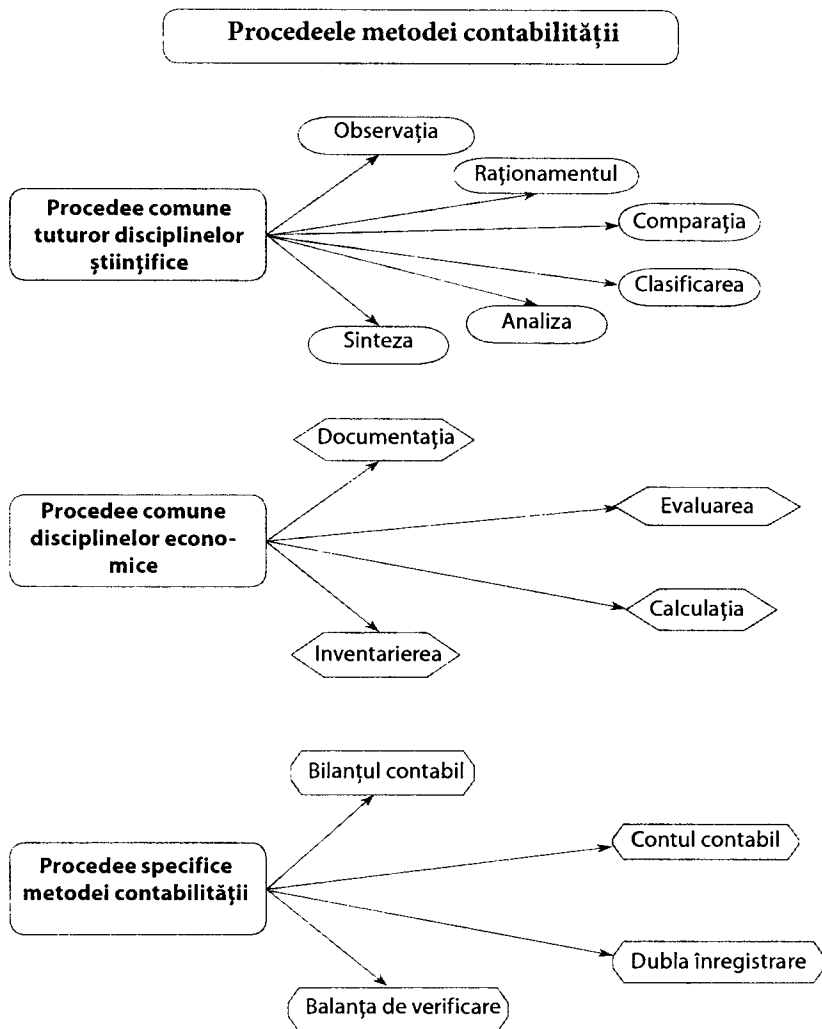 Procedeele metodei contabilității
Observația
Raționamentul
Procedee comune
tuturor disciplinelor
științifice
Comparația
Clasificarea
Analiza
Sinteza
Documentația
Procedee comune
disciplinelor econo-
mice
Evaluarea
Calculația
Inventarierea
Bilanțul contabil
Procedee specifice
metodei contabilității
Contul contabil
Dubla înregistrare
Balanța de verificare